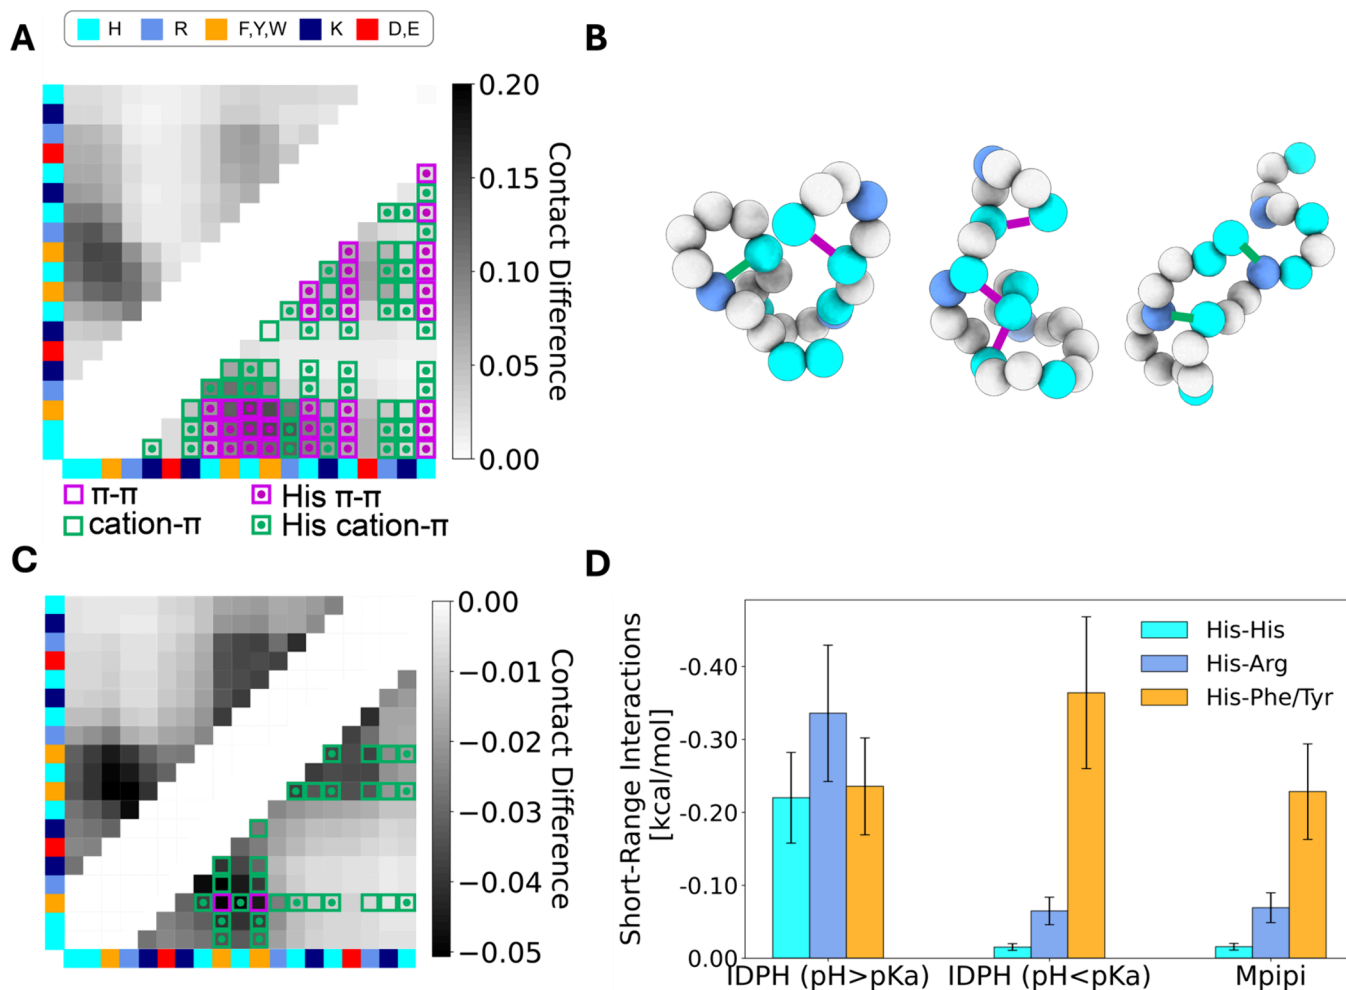 A
H R F,Y,W K D,E
B
0.20
0.15
0.10
0.05
0.00
Contact Difference
π-π His π-π
cation-π His cation-π
C
0.00
−0.01
−0.02
−0.03
−0.04
−0.05
Contact Difference
D
Short-Range Interactions
[kcal/mol]
-0.40
-0.30
-0.20
-0.10
0.00
His-His
His-Arg
His-Phe/Tyr
IDPH (pH>pKa) IDPH (pH<pKa) Mpipi